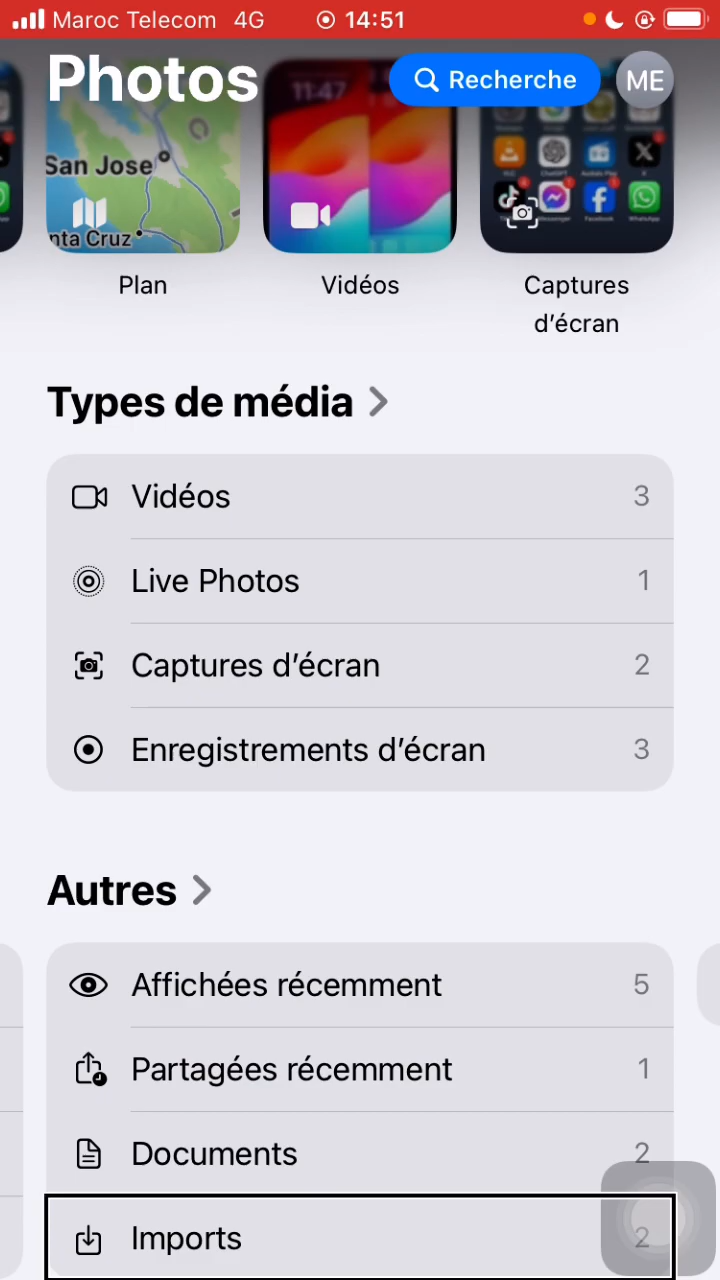 Maroc Telecom 4G 14:51
Photos
Recherche
ME
11:47
San Jose
nta Cruz
Plan
Vidéos
Captures
d’écran
Types de média
Vidéos 3
Live Photos 1
Captures d’écran 2
Enregistrements d’écran 3
Autres
Affichées récemment 5
Partagées récemment 1
Documents 2
Imports 2